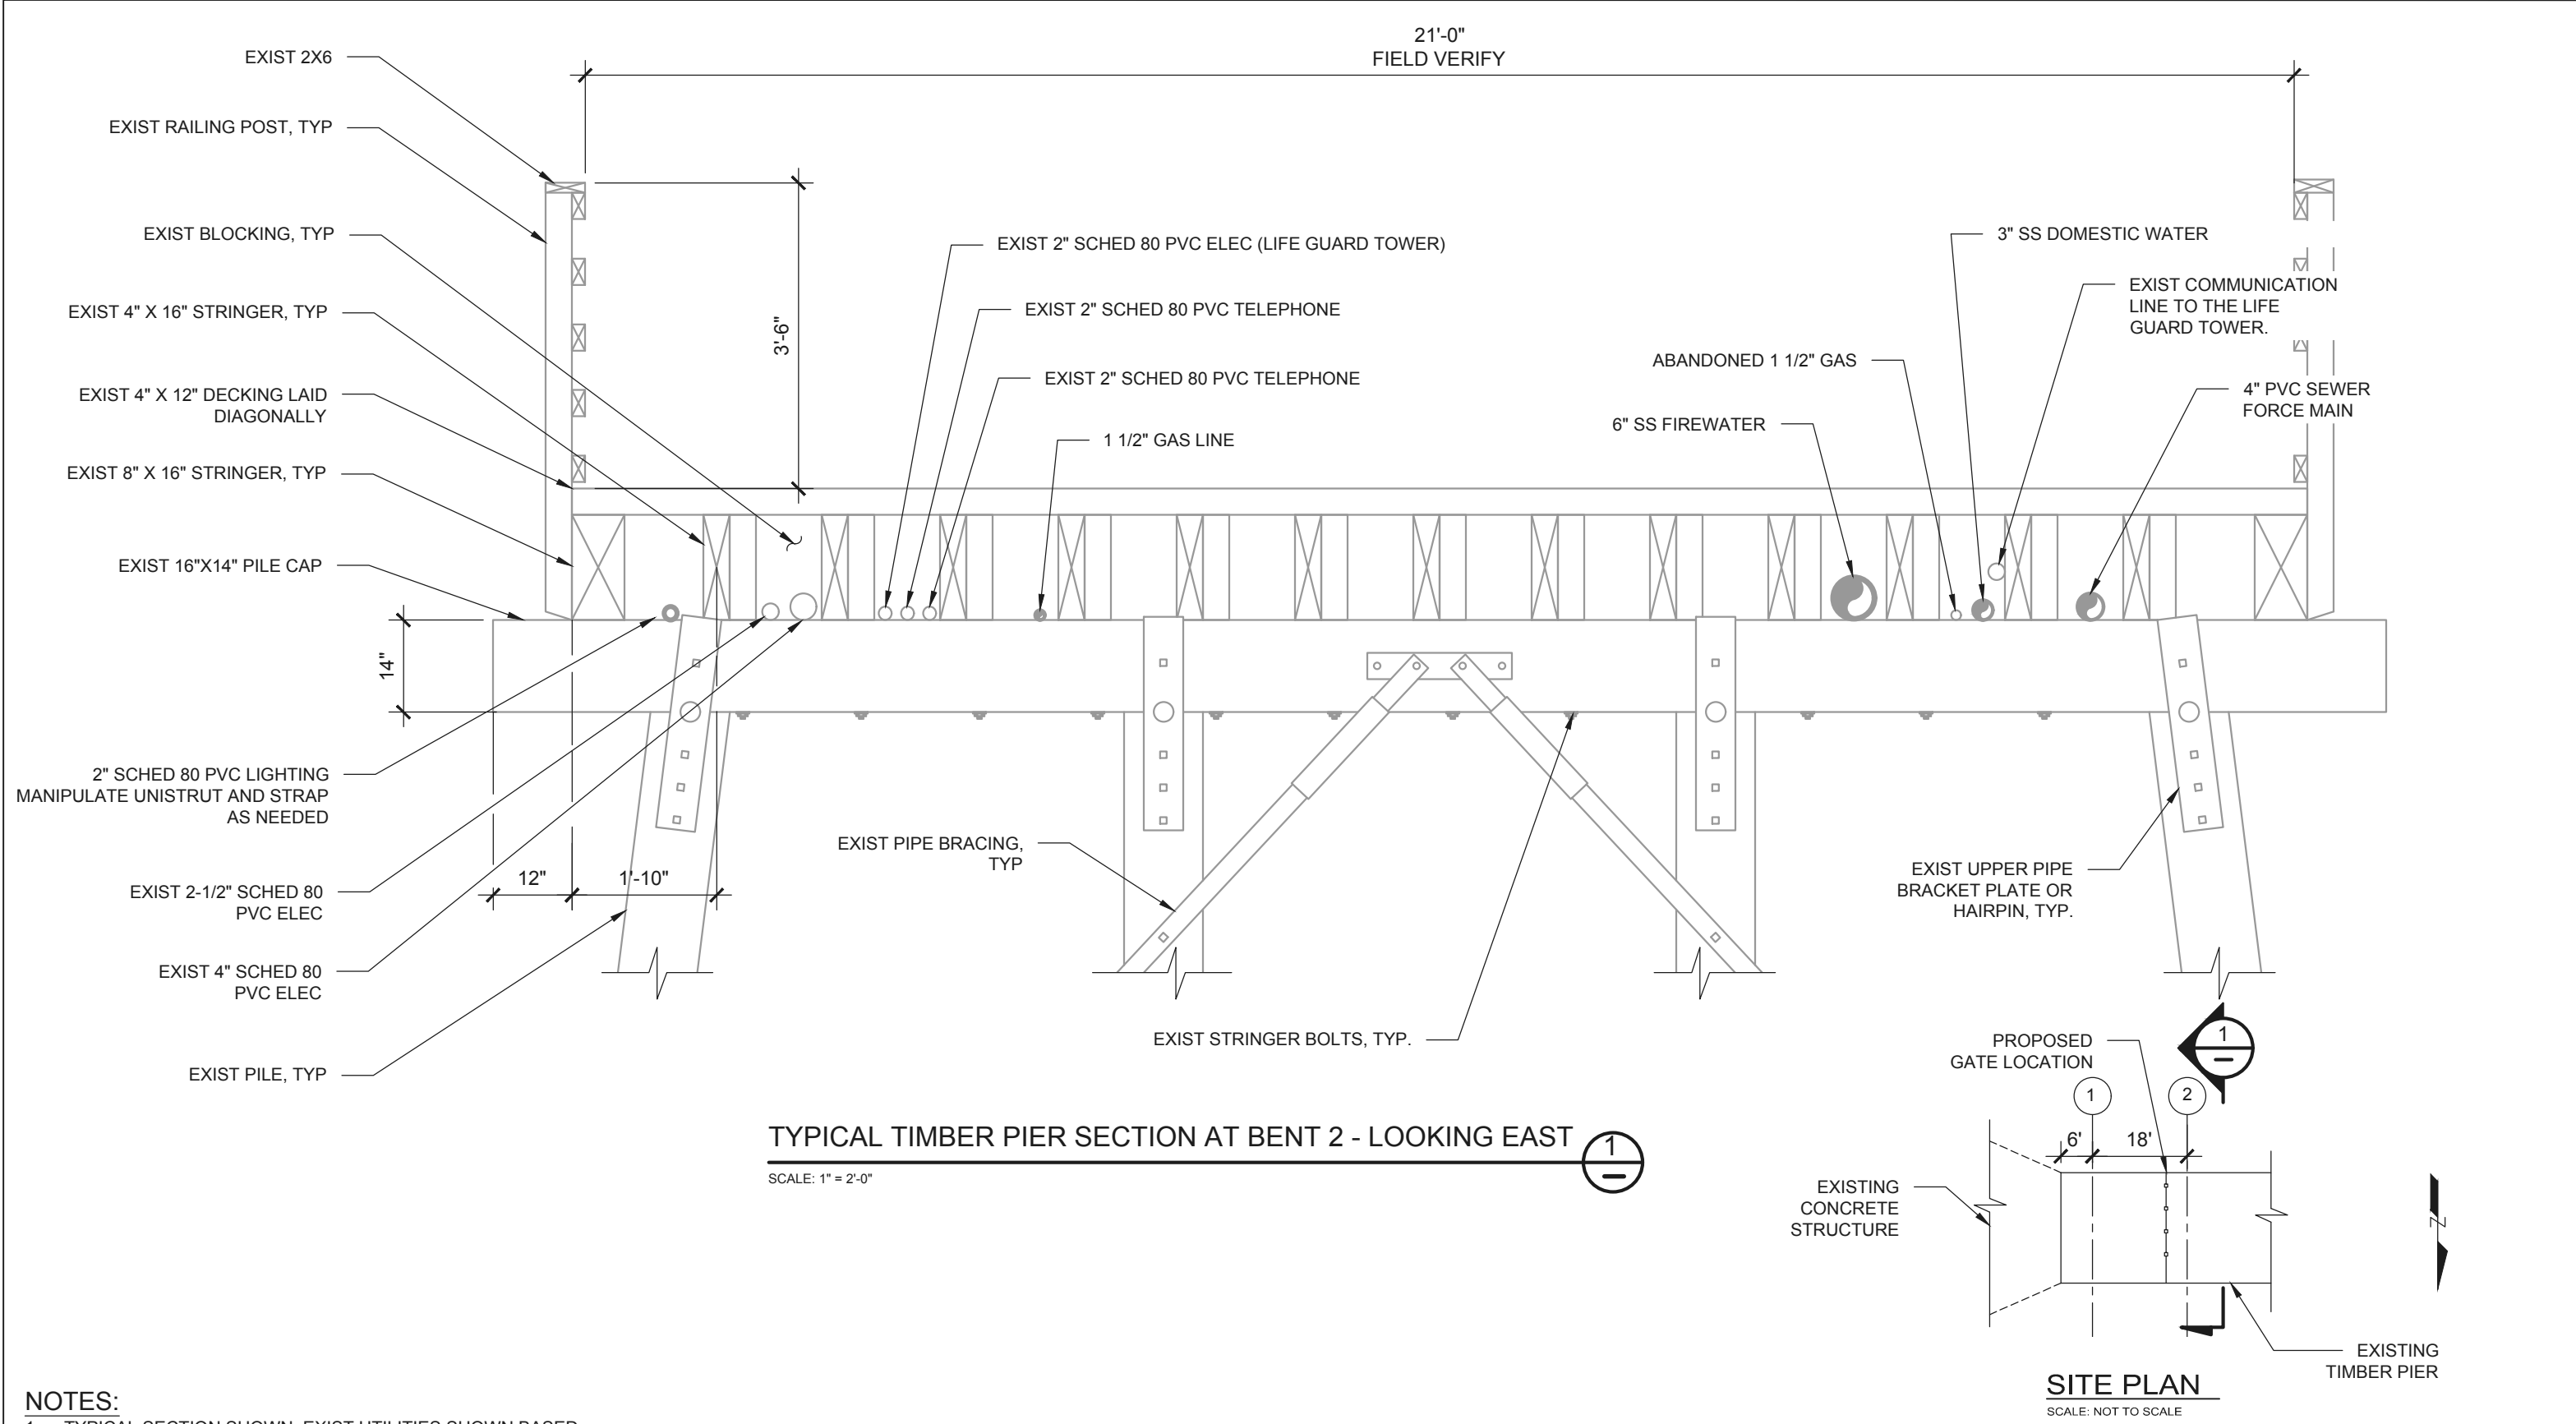 21'-0"
FIELD VERIFY
EXIST 2X6
EXIST RAILING POST, TYP
EXIST BLOCKING, TYP
EXIST 4" X 16" STRINGER, TYP
EXIST 4" X 12" DECKING LAID
DIAGONALLY
EXIST 8" X 16" STRINGER, TYP
EXIST 16"X14" PILE CAP
3'-6"
EXIST 2" SCHED 80 PVC ELEC (LIFE GUARD TOWER)
EXIST 2" SCHED 80 PVC TELEPHONE
EXIST 2" SCHED 80 PVC TELEPHONE
1 1/2" GAS LINE
3" SS DOMESTIC WATER
EXIST COMMUNICATION
LINE TO THE LIFE
GUARD TOWER.
ABANDONED 1 1/2" GAS
4" PVC SEWER
FORCE MAIN
6" SS FIREWATER
14"
2" SCHED 80 PVC LIGHTING
MANIPULATE UNISTRUT AND STRAP
AS NEEDED
EXIST 2-1/2" SCHED 80
PVC ELEC
EXIST 4" SCHED 80
PVC ELEC
EXIST PILE, TYP
12"
1'-10"
EXIST PIPE BRACING,
TYP
EXIST STRINGER BOLTS, TYP.
EXIST UPPER PIPE
BRACKET PLATE OR
HAIRPIN, TYP.
TYPICAL TIMBER PIER SECTION AT BENT 2 - LOOKING EAST
1
SCALE: 1" = 2'-0"
PROPOSED
GATE LOCATION
1
1
2
6'
18'
EXISTING
CONCRETE
STRUCTURE
Z
EXISTING
TIMBER PIER
SITE PLAN
SCALE: NOT TO SCALE
NOTES:
1. TYPICAL SECTION SHOWN. EXIST UTILITIES SHOWN BASED